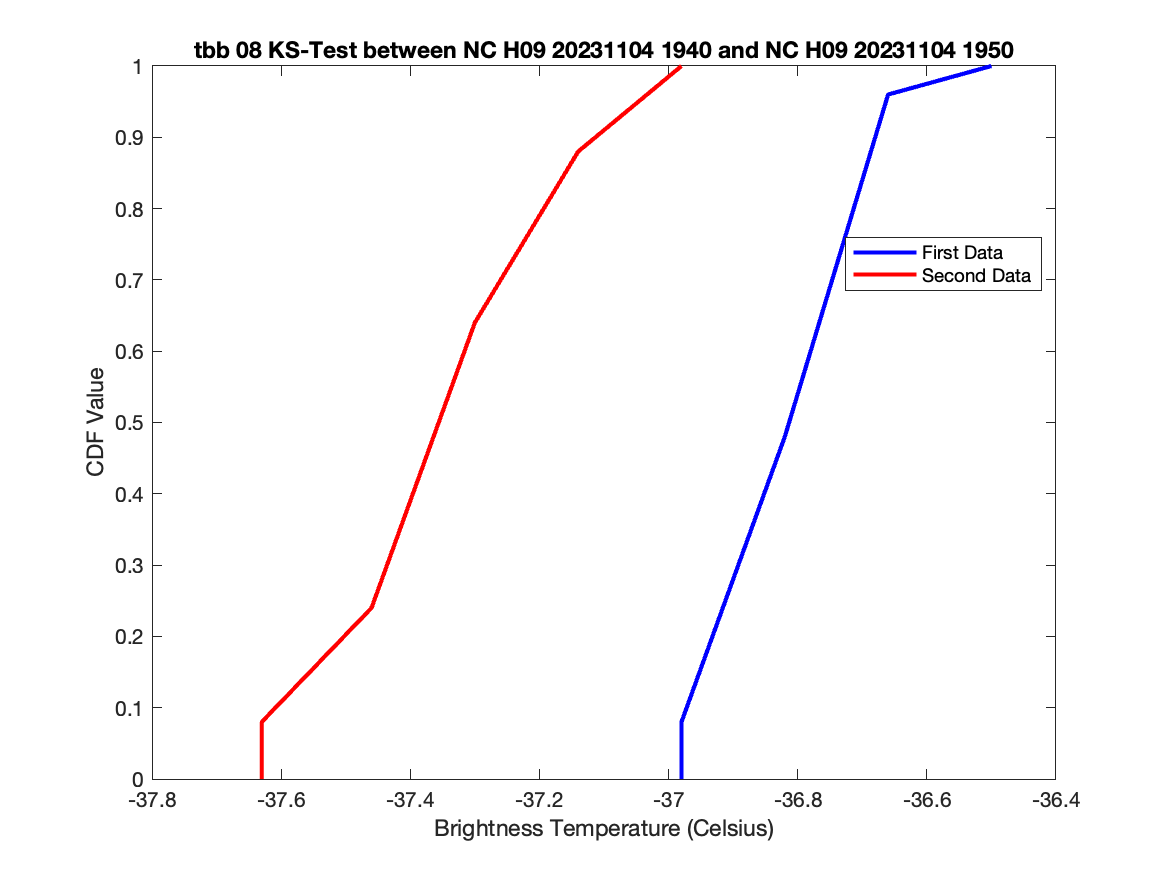 tbb 08 KS-Test between NC H09 20231104 1940 and NC H09 20231104 1950
1
0.9
0.8
0.7
0.6
0.5
0.4
0.3
0.2
0.1
0
CDF Value
First Data
Second Data
-37.8 -37.6 -37.4 -37.2 -37 -36.8 -36.6 -36.4
Brightness Temperature (Celsius)